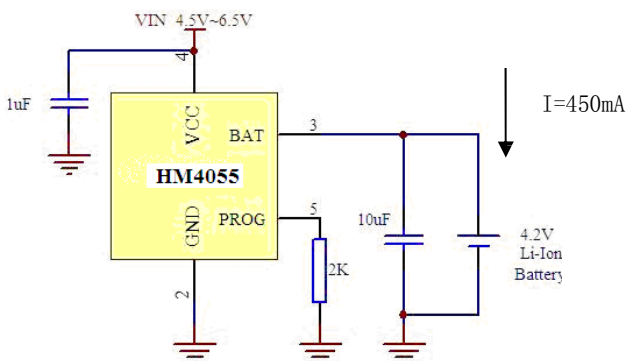 VIN 4.5V~6.5V
4
1uF
VCC
BAT
3
I=450mA
HM4055
PROG
5
10uF
GND
2K
4.2V
Li-Ion
Battery
2